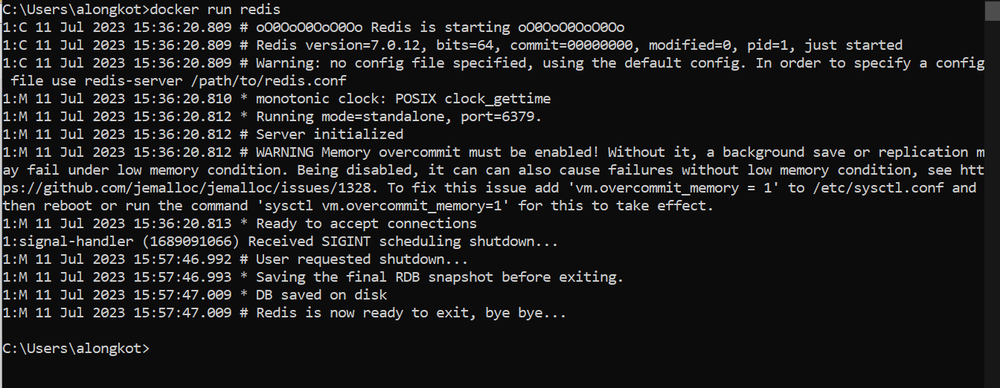 C:\Users\alongkot>docker run redis
1:C 11 Jul 2023 15:36:20.809 # oO0OoO0OoO0Oo Redis is starting oO0OoO0OoO0Oo
1:C 11 Jul 2023 15:36:20.809 # Redis version=7.0.12, bits=64, commit=00000000, modified=0, pid=1, just started
1:C 11 Jul 2023 15:36:20.809 # Warning: no config file specified, using the default config. In order to specify a config
 file use redis-server /path/to/redis.conf
1:M 11 Jul 2023 15:36:20.810 * monotonic clock: POSIX clock_gettime
1:M 11 Jul 2023 15:36:20.812 * Running mode=standalone, port=6379.
1:M 11 Jul 2023 15:36:20.812 # Server initialized
1:M 11 Jul 2023 15:36:20.812 # WARNING Memory overcommit must be enabled! Without it, a background save or replication m
ay fail under low memory condition. Being disabled, it can can also cause failures without low memory condition, see htt
ps://github.com/jemalloc/jemalloc/issues/1328. To fix this issue add 'vm.overcommit_memory = 1' to /etc/sysctl.conf and
then reboot or run the command 'sysctl vm.overcommit_memory=1' for this to take effect.
1:M 11 Jul 2023 15:36:20.813 * Ready to accept connections
1:signal-handler (1689091066) Received SIGINT scheduling shutdown...
1:M 11 Jul 2023 15:57:46.992 # User requested shutdown...
1:M 11 Jul 2023 15:57:46.993 * Saving the final RDB snapshot before exiting.
1:M 11 Jul 2023 15:57:47.009 * DB saved on disk
1:M 11 Jul 2023 15:57:47.009 # Redis is now ready to exit, bye bye...
C:\Users\alongkot>